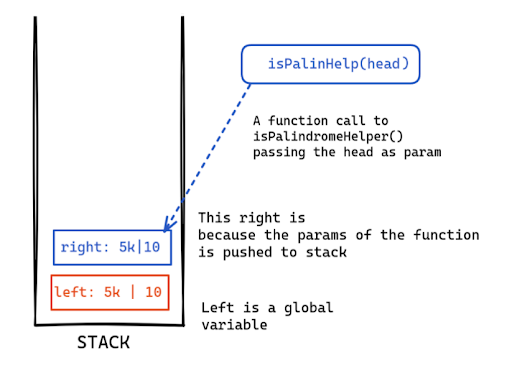 isPalinHelp(head)
A function call to
isPalindromeHelper()
passing the head as param
This right is
because the params of the function
is pushed to stack
right: 5k|10
left: 5k | 10
Left is a global
variable
STACK